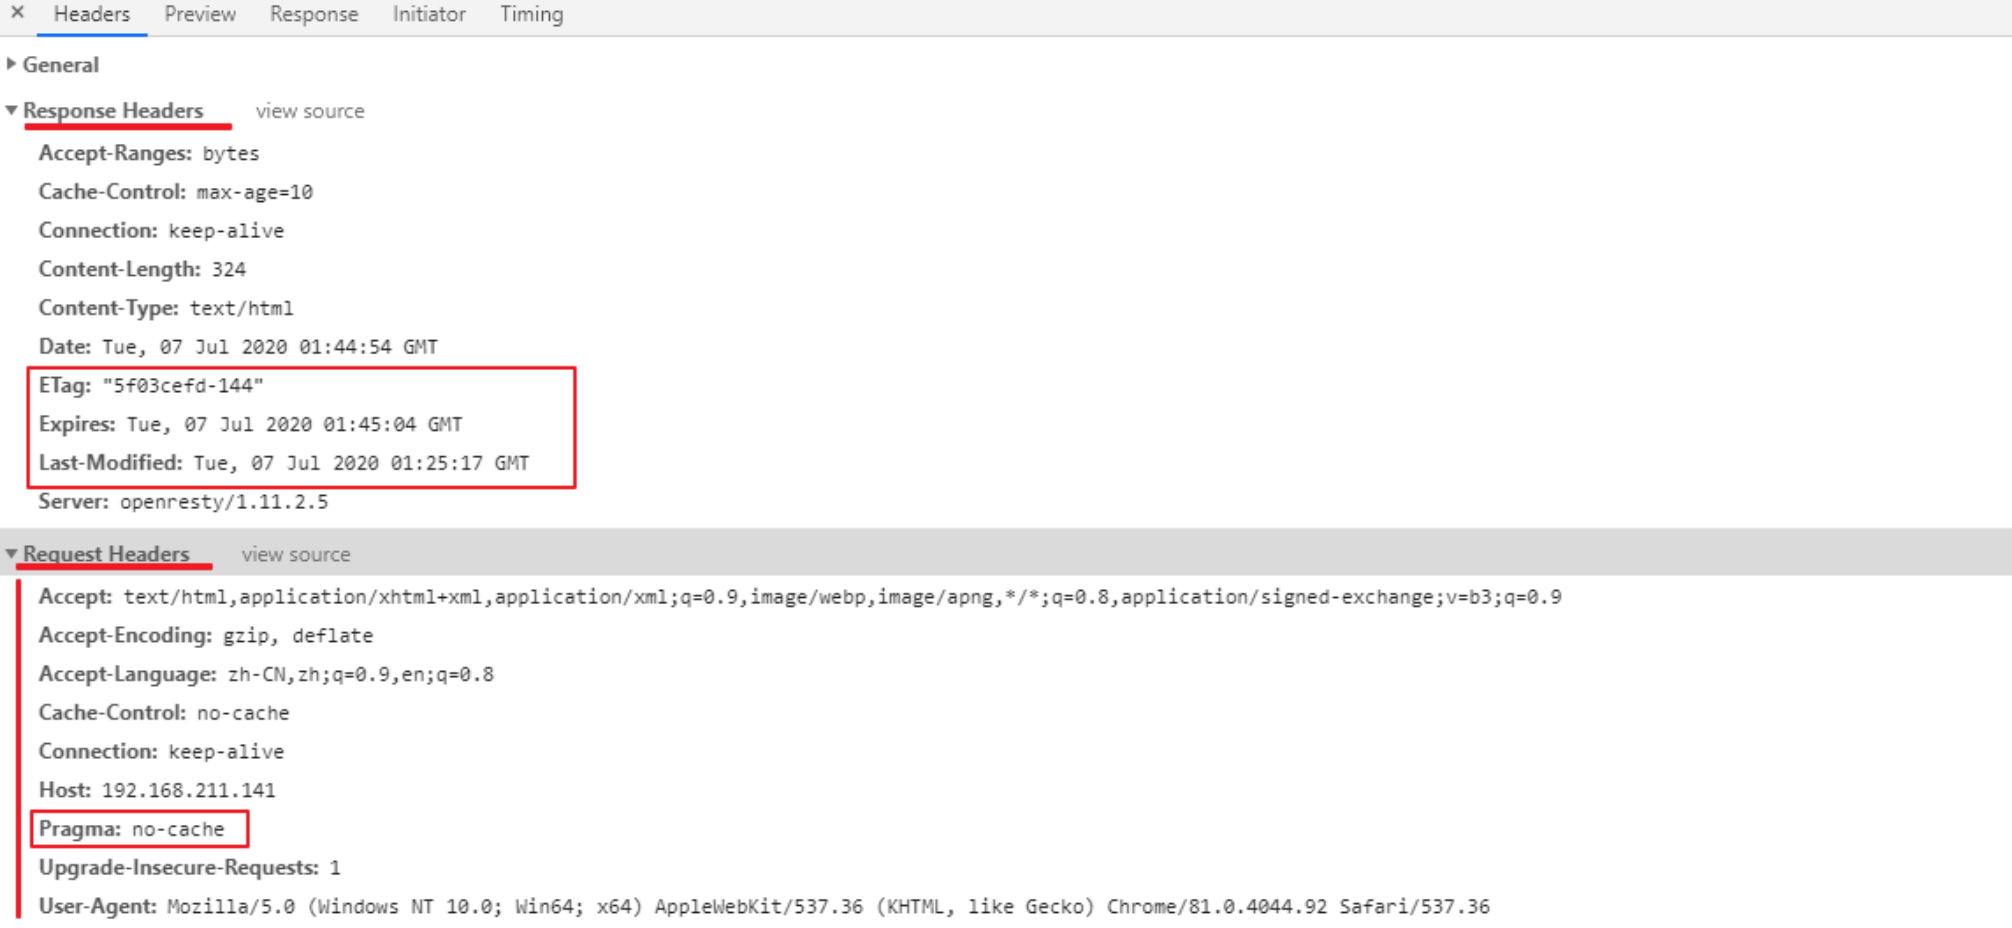 × Headers Preview Response Initiator Timing
General
Response Headers view source
Accept-Ranges: bytes
Cache-Control: max-age=10
Connection: keep-alive
Content-Length: 324
Content-Type: text/html
Date: Tue, 07 Jul 2020 01:44:54 GMT
ETag: "5f03cefd-144"
Expires: Tue, 07 Jul 2020 01:45:04 GMT
Last-Modified: Tue, 07 Jul 2020 01:25:17 GMT
Server: openresty/1.11.2.5
Request Headers view source
Accept: text/html,application/xhtml+xml,application/xml;q=0.9,image/webp,image/apng,*/*;q=0.8,application/signed-exchange;v=b3;q=0.9
Accept-Encoding: gzip, deflate
Accept-Language: zh-CN,zh;q=0.9,en;q=0.8
Cache-Control: no-cache
Connection: keep-alive
Host: 192.168.211.141
Pragma: no-cache
Upgrade-Insecure-Requests: 1
User-Agent: Mozilla/5.0 (Windows NT 10.0; Win64; x64) AppleWebKit/537.36 (KHTML, like Gecko) Chrome/81.0.4044.92 Safari/537.36